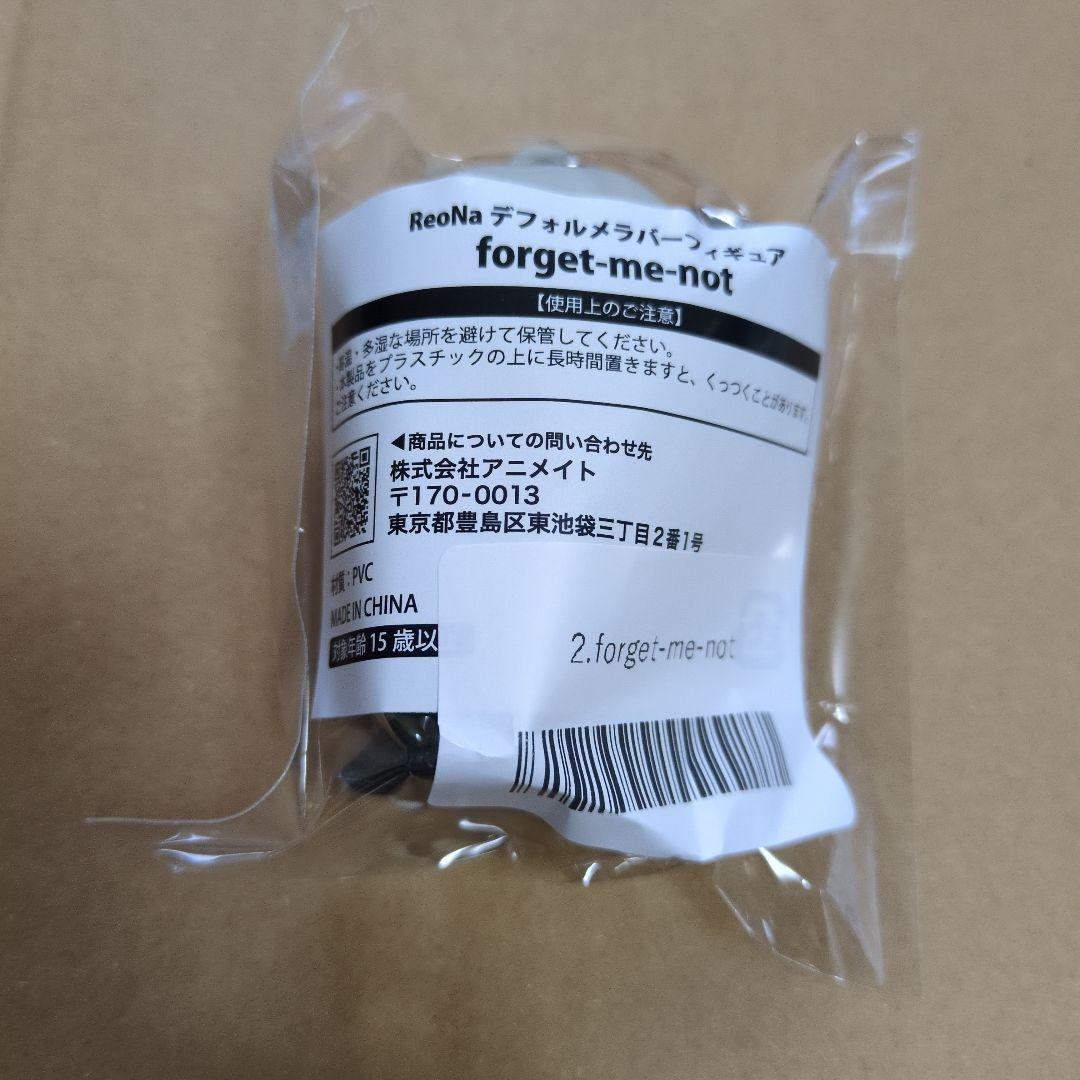 ReoNa デフォルメラバーフィギュア
forget-me-not
【使用上のご注意】
・高温・多湿な場所を避けて保管してください。
・本製品をプラスチックの上に長時間置きますと、くっつくことがあります。
ご注意ください。
◀商品についての問い合わせ先
株式会社アニメイト
〒170-0013
東京都豊島区東池袋三丁目2番1号
材質:PVC
MADE IN CHINA
対象年齢 15 歳以
2.forget-me-not